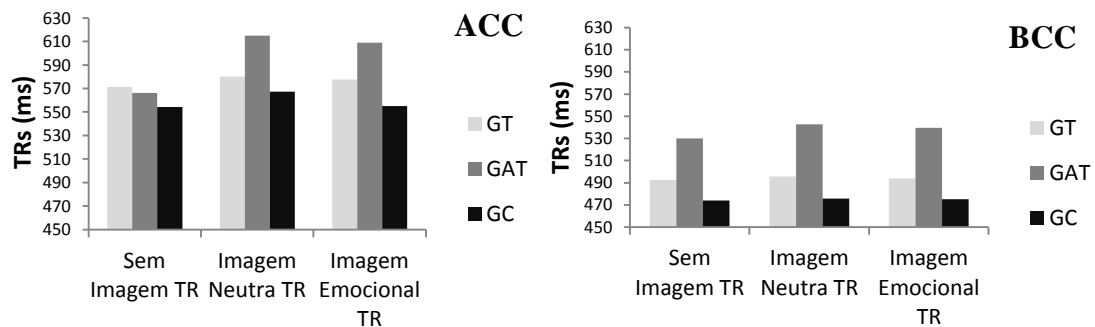 ACC
TRs (ms)
630
610
590
570
550
530
510
490
470
450
Sem
Imagem TR
Imagem
Neutra TR
Imagem
Emocional
TR
GT
GAT
GC
BCC
TRs (ms)
630
610
590
570
550
530
510
490
470
450
Sem
Imagem TR
Imagem
Neutra TR
Imagem
Emocional
TR
GT
GAT
GC